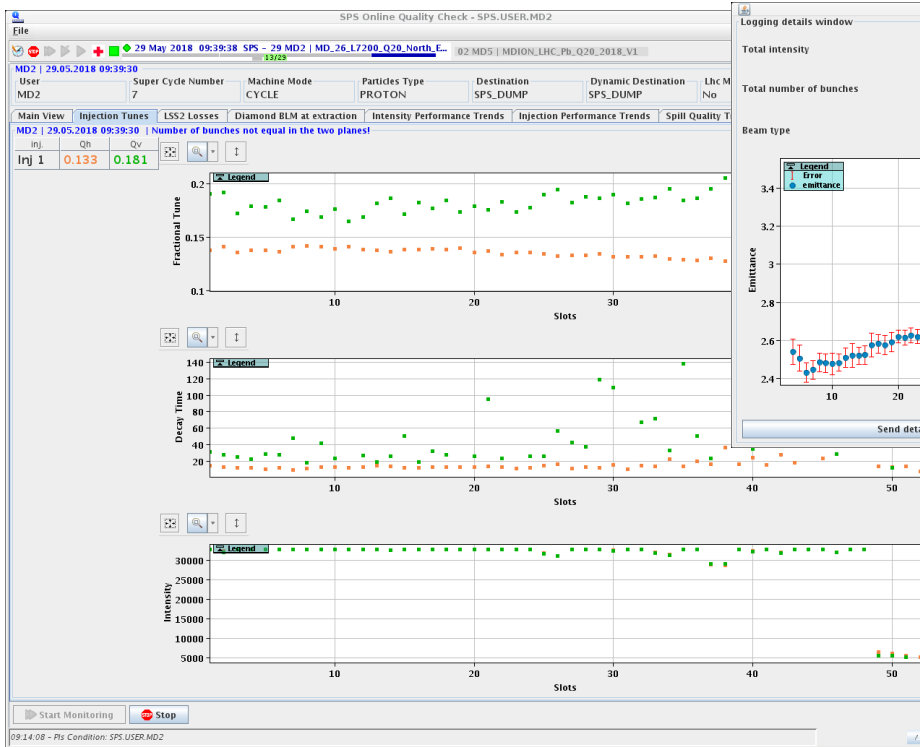 SPS Online Quality Check - SPS.USER.MD2
File
STOP
29 May 2018 09:39:38 SPS - 29 MD2 | MD_26_L7200_Q20_North_E...
13/29
02 MD5 | MDION_LHC_Pb_Q20_2018_V1
MD2 | 29.05.2018 09:39:30
User Super Cycle Number Machine Mode Particles Type Destination Dynamic Destination Lhc M
MD2 7 CYCLE PROTON SPS_DUMP SPS_DUMP No
Main View Injection Tunes LSS2 Losses Diamond BLM at extraction Intensity Performance Trends Injection Performance Trends Spill Quality T
MD2 | 29.05.2018 09:39:30 | Number of bunches not equal in the two planes!
inj. Qh Qv
Inj 1 0.133 0.181
Legend
Fractional Tune
0.2
0.15
0.1
10 20 30
Slots
Legend
Decay Time
140
120
100
80
60
40
20
10 20 30 40 50
Slots
Legend
Intensity
30000
25000
20000
15000
10000
5000
10 20 30 40 50
Slots
Start Monitoring
STOP Stop
09:14:08 - Pls Condition: SPS.USER.MD2
Logging details window
Total intensity
Total number of bunches
Beam type
Legend
Error
emittance
Emittance
3.4
3.2
3
2.8
2.6
2.4
10 20
Send deta